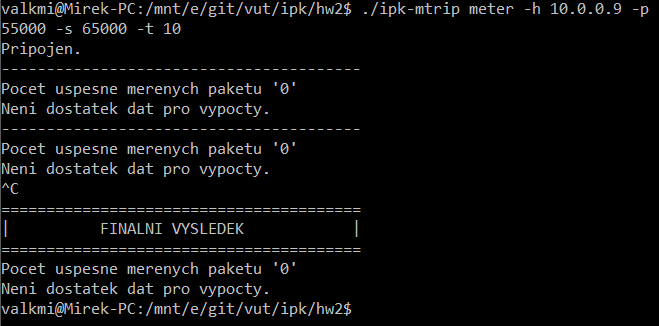 valkmi@Mirek-PC:/mnt/e/git/vut/ipk/hw2$ ./ipk-mtrip meter -h 10.0.0.9 -p
55000 -s 65000 -t 10
Pripojen.
----------------------------------------
Pocet uspesne merenych paketu '0'
Neni dostatek dat pro vypocty.
----------------------------------------
Pocet uspesne merenych paketu '0'
Neni dostatek dat pro vypocty.
^C
========================================
|          FINALNI VYSLEDEK            |
========================================
Pocet uspesne merenych paketu '0'
Neni dostatek dat pro vypocty.
valkmi@Mirek-PC:/mnt/e/git/vut/ipk/hw2$